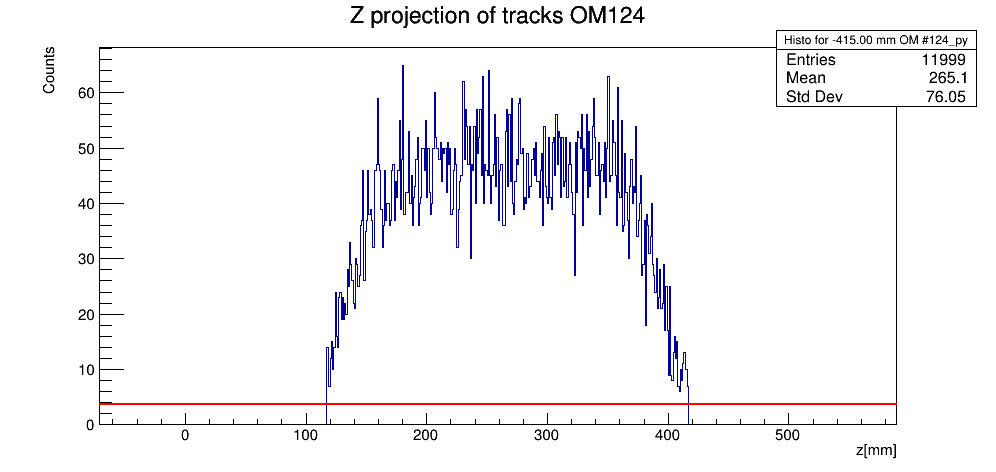 Z projection of tracks OM124
Histo for -415.00 mm OM #124_py
Entries 11999
Mean 265.1
Std Dev 76.05
Counts
60
50
40
30
20
10
0
0 100 200 300 400 500
z[mm]